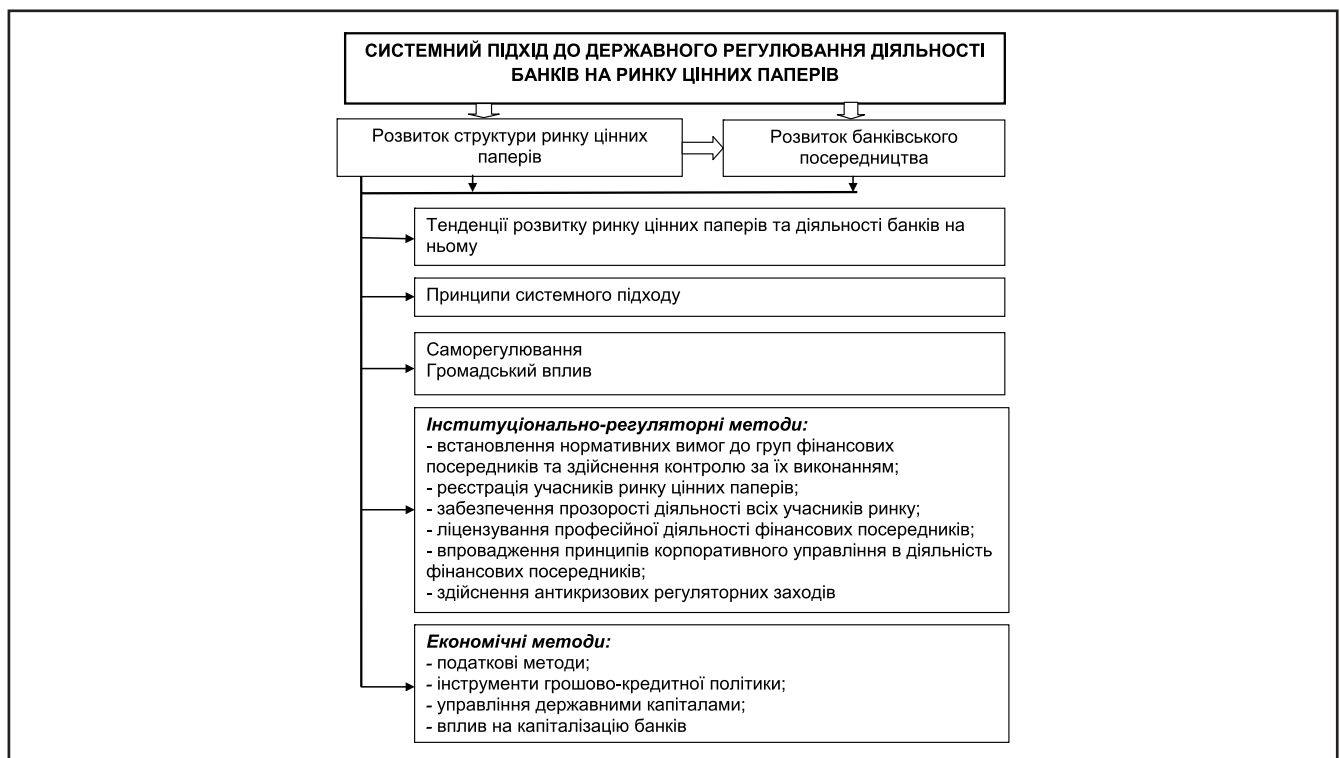 СИСТЕМНИЙ ПІДХІД ДО ДЕРЖАВНОГО РЕГУЛЮВАННЯ ДІЯЛЬНОСТІ
БАНКІВ НА РИНКУ ЦІННИХ ПАПЕРІВ
Розвиток структури ринку цінних
паперів
Розвиток банківського
посередництва
Тенденції розвитку ринку цінних паперів та діяльності банків на
ньому
Принципи системного підходу
Саморегулювання
Громадський вплив
Інституціонально-регуляторні методи:
- встановлення нормативних вимог до груп фінансових
посередників та здійснення контролю за їх виконанням;
- реєстрація учасників ринку цінних паперів;
- забезпечення прозорості діяльності всіх учасників ринку;
- ліцензування професійної діяльності фінансових посередників;
- впровадження принципів корпоративного управління в діяльність
фінансових посередників;
- здійснення антикризових регуляторних заходів
Економічні методи:
- податкові методи;
- інструменти грошово-кредитної політики;
- управління державними капіталами;
- вплив на капіталізацію банків